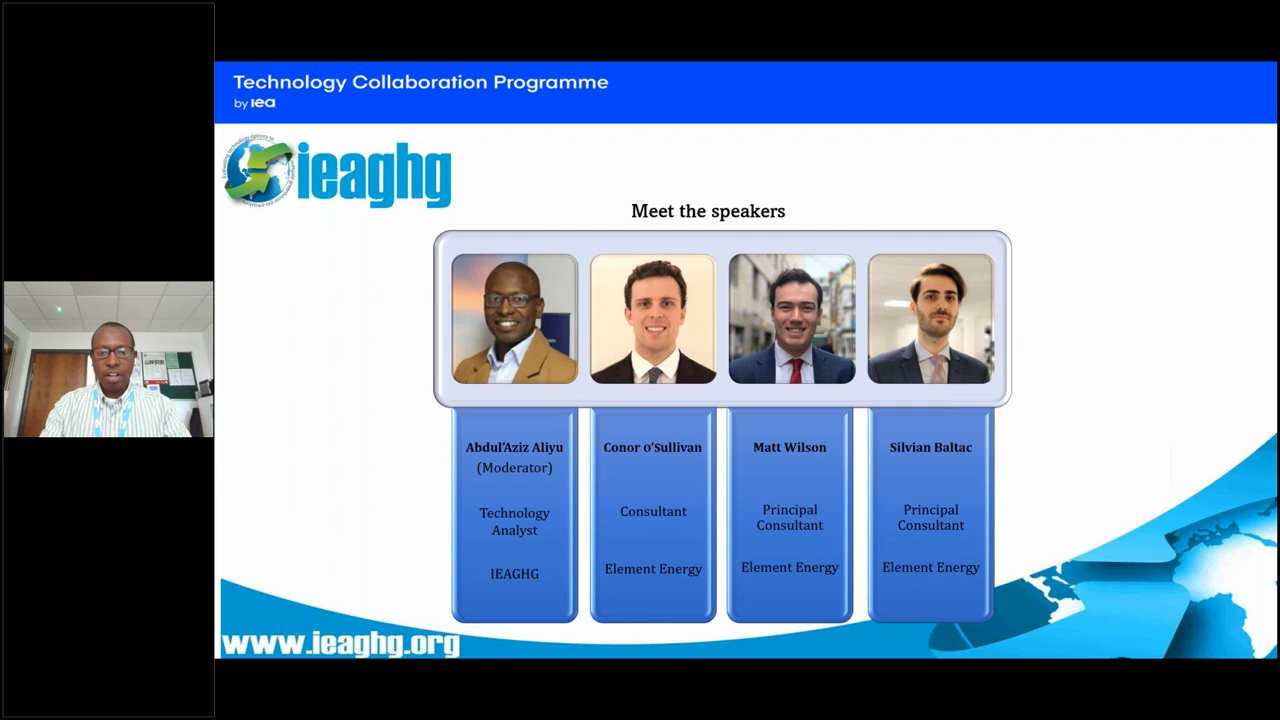 Technology Collaboration Programme
by iea
ieaghg
Meet the speakers
Abdul'Aziz Aliyu
(Moderator)
Technology
Analyst
IEAGHG
Conor O'Sullivan
Consultant
Element Energy
Matt Wilson
Principal
Consultant
Element Energy
Silvian Baltac
Principal
Consultant
Element Energy
www.ieaghg.org